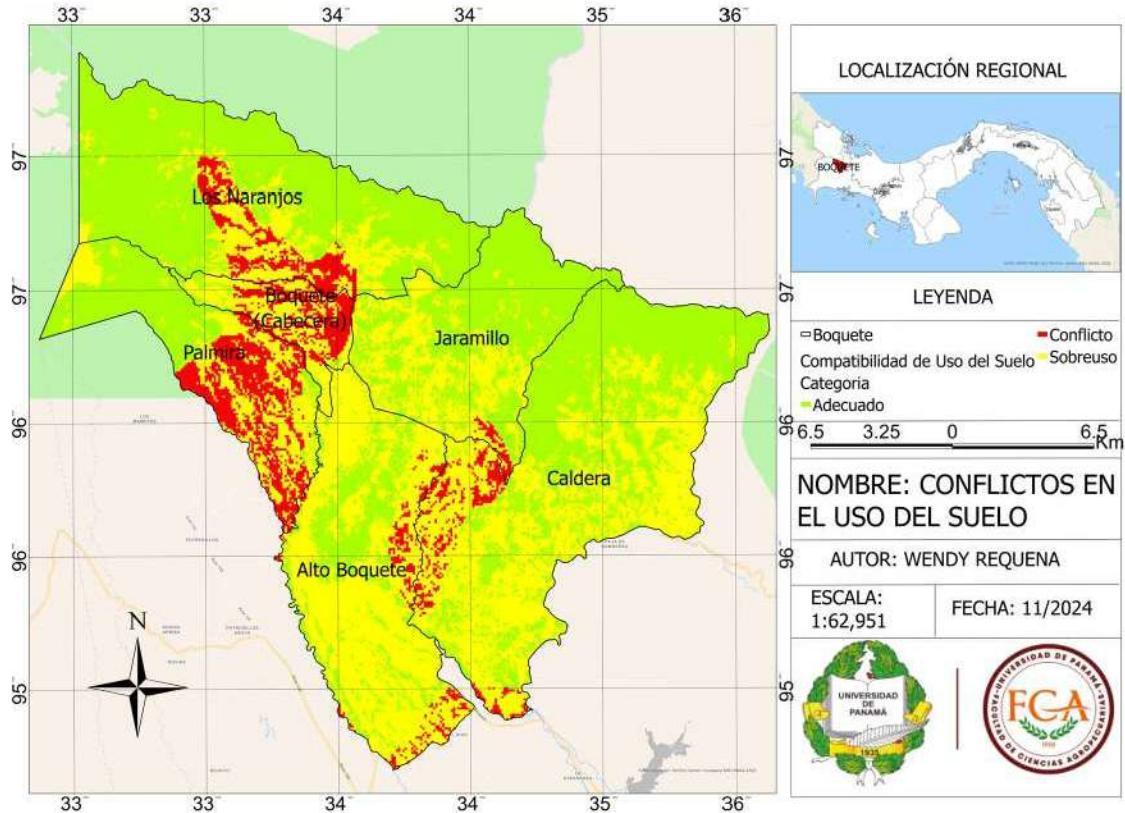 33 33 34 34 35 36
97 97
97 97
96 96
96 96
95 95
33 33 34 34 35 36
Los Naranjos
Boquete
(Cabecera)
Palmira
Jaramillo
Caldera
Alto Boquete
N
LOCALIZACIÓN REGIONAL
BOQUETE
LEYENDA
Boquete
Compatibilidad de Uso del Suelo
Categoria
Adecuado
Conflicto
Sobreuso
6.5 3.25 0 6.5
Km
NOMBRE: CONFLICTOS EN
EL USO DEL SUELO
AUTOR: WENDY REQUENA
ESCALA:
1:62,951
FECHA: 11/2024
UNIVERSIDAD
DE
PANAMÁ
1935
UNIVERSIDAD DE PANAMÁ
FACULTAD DE CIENCIAS AGROPECUARIAS
FCA